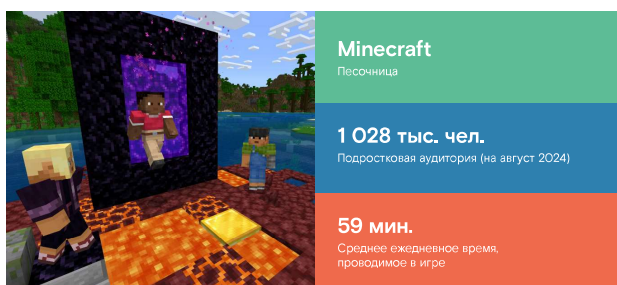 Minecraft
Песочница
1 028 тыс. чел.
Подростковая аудитория (на август 2024)
59 мин.
Среднее ежедневное время,
проводимое в игре